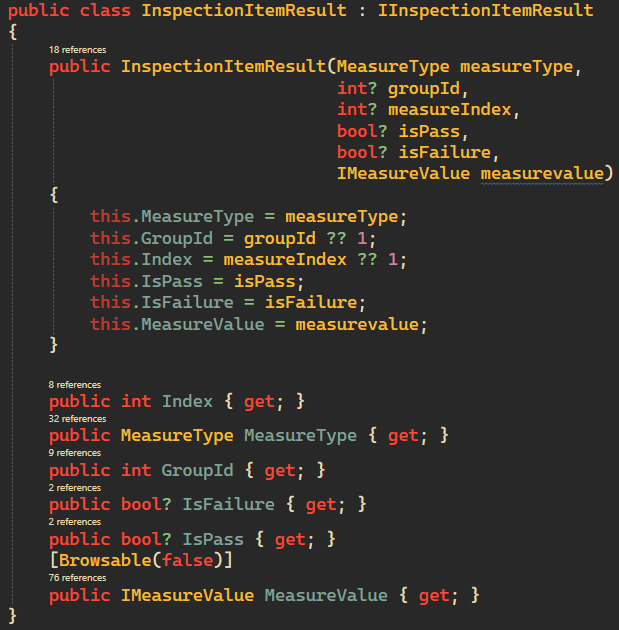 public class InspectionItemResult : IInspectionItemResult
{
18 references
public InspectionItemResult(MeasureType measureType,
int? groupId,
int? measureIndex,
bool? isPass,
bool? isFailure,
IMeasureValue measurevalue)
{
this.MeasureType = measureType;
this.GroupId = groupId ?? 1;
this.Index = measureIndex ?? 1;
this.IsPass = isPass;
this.IsFailure = isFailure;
this.MeasureValue = measurevalue;
}
8 references
public int Index { get; }
32 references
public MeasureType MeasureType { get; }
9 references
public int GroupId { get; }
2 references
public bool? IsFailure { get; }
2 references
public bool? IsPass { get; }
[Browsable(false)]
76 references
public IMeasureValue MeasureValue { get; }
}